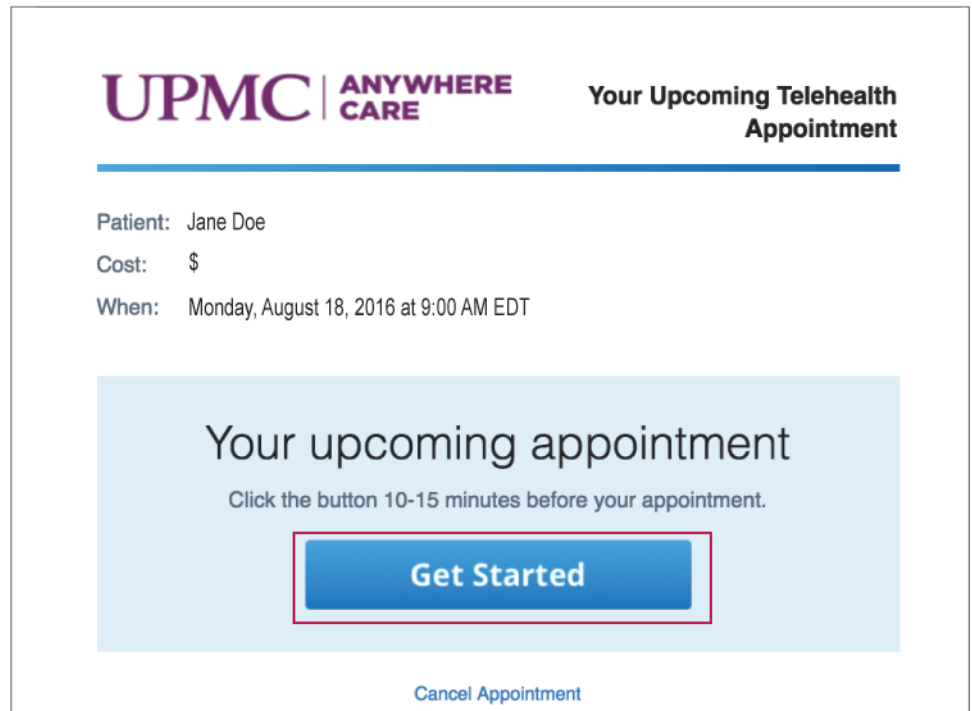 UPMC | ANYWHERE CARE
Your Upcoming Telehealth
Appointment
Patient: Jane Doe
Cost: $
When: Monday, August 18, 2016 at 9:00 AM EDT
Your upcoming appointment
Click the button 10-15 minutes before your appointment.
Get Started
Cancel Appointment